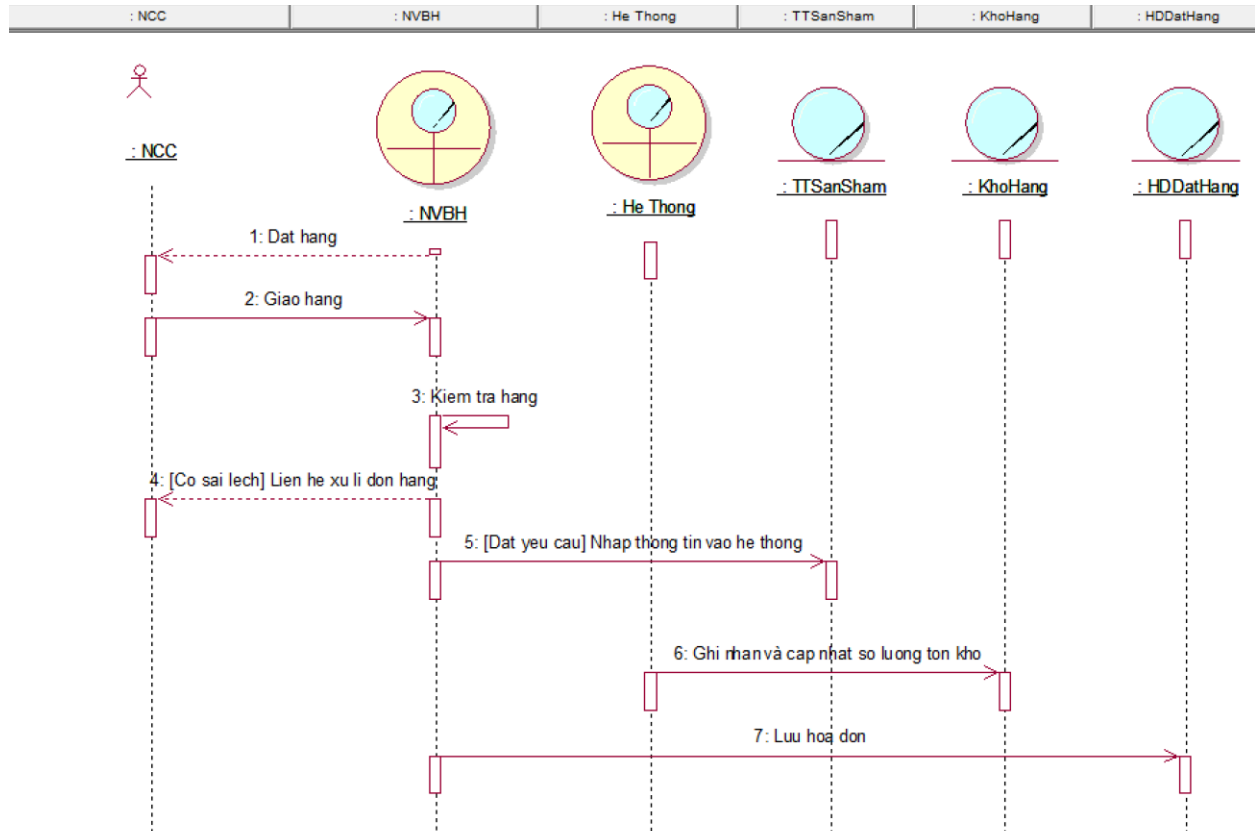 : NCC
: NVBH
: He Thong
: TTSanSham
: KhoHang
: HDDatHang
: NCC
: NVBH
: He Thong
: TTSanSham
: KhoHang
: HDDatHang
1: Dat hang
2: Giao hang
3: Kiem tra hang
4: [Co sai lech] Lien he xu li don hang
5: [Dat yeu cau] Nhap thong tin vao he thong
6: Ghi nhan và cap nhat so luong ton kho
7: Luu hoa don